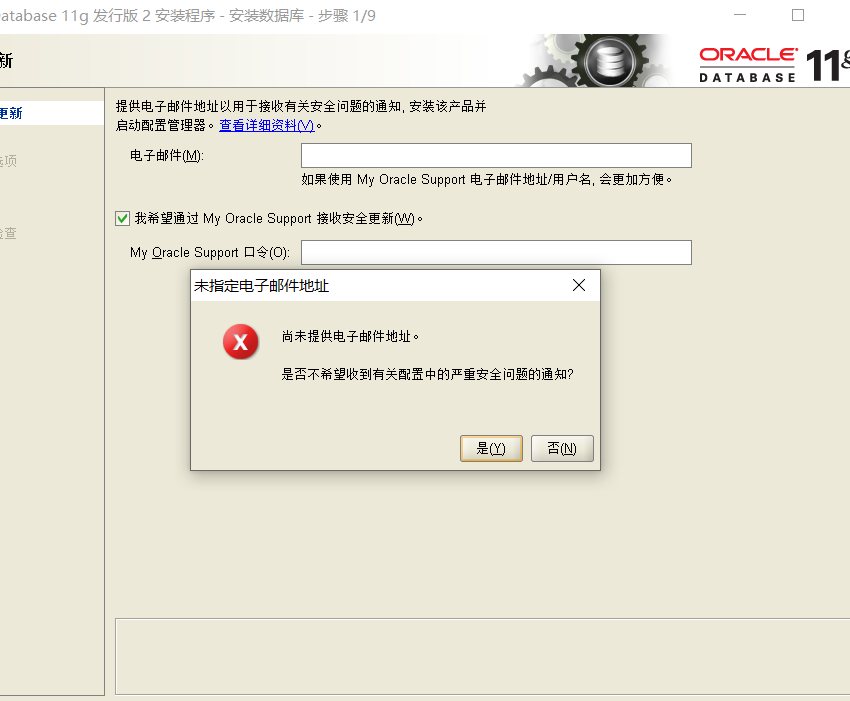 atabase 11g 发行版 2 安装程序 - 安装数据库 - 步骤 1/9
新
ORACLE
DATABASE
11g
更新
选项
检查
提供电子邮件地址以用于接收有关安全问题的通知, 安装该产品并
启动配置管理器。查看详细资料(V)。
电子邮件(M):
如果使用 My Oracle Support 电子邮件地址/用户名, 会更加方便。
我希望通过 My Oracle Support 接收安全更新(W)。
My Oracle Support 口令(O):
未指定电子邮件地址
尚未提供电子邮件地址。
是否不希望收到有关配置中的严重安全问题的通知?
是(Y)
否(N)